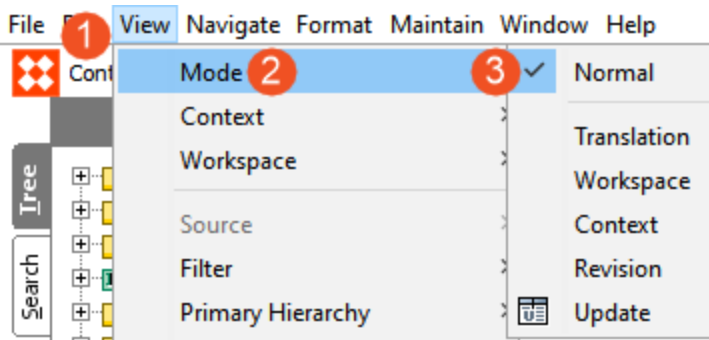 File View Navigate Format Maintain Window Help
1
Cont Mode 2 3 Normal
Context
Translation
Workspace Workspace
Tree
Source Context
Filter Revision
Search
Primary Hierarchy Update